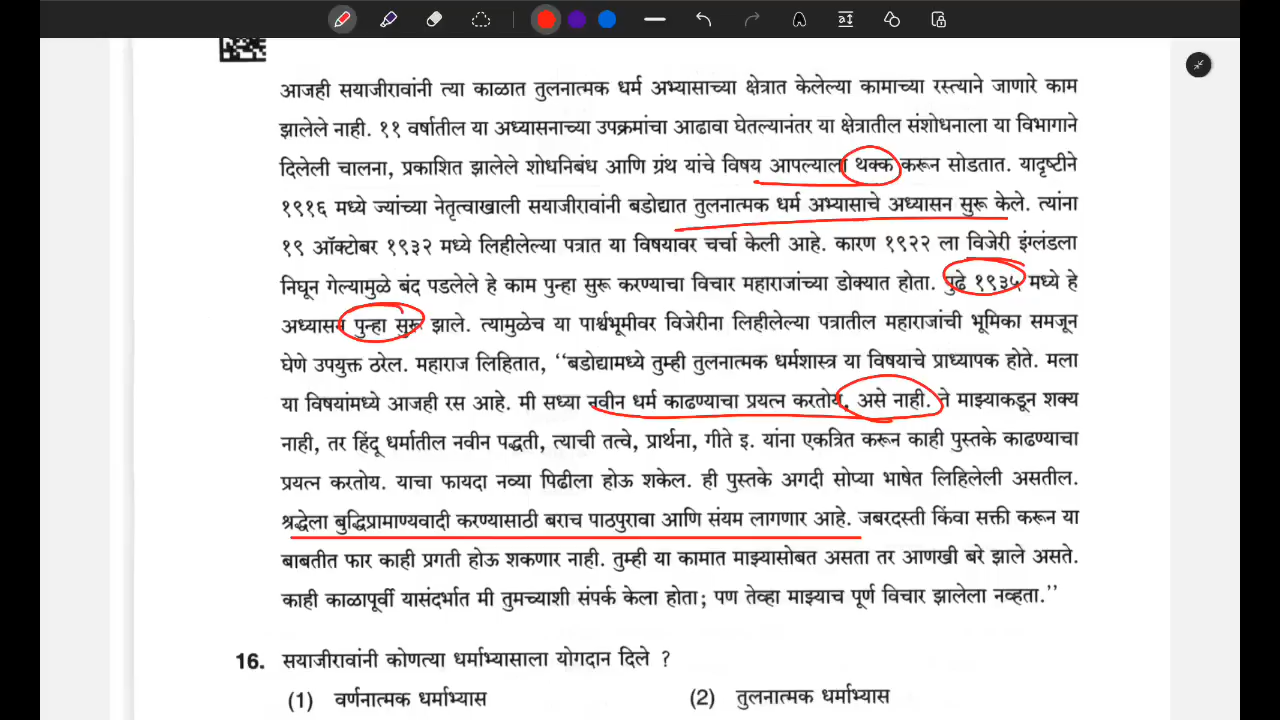 आजही सयाजीरावांनी त्या काळात तुलनात्मक धर्म अभ्यासाच्या क्षेत्रात केलेल्या कामाच्या रस्त्याने जाणारे काम
झालेले नाही. ११ वर्षातील या अध्यासनाच्या उपक्रमांचा आढावा घेतल्यानंतर या क्षेत्रातील संशोधनाला या विभागाने
दिलेली चालना, प्रकाशित झालेले शोधनिबंध आणि ग्रंथ यांचे विषय आपल्याला थक्क करून सोडतात. यादृष्टीने
१९१६ मध्ये ज्यांच्या नेतृत्वाखाली सयाजीरावांनी बडोद्यात तुलनात्मक धर्म अभ्यासाचे अध्यासन सुरू केले. त्यांना
१९ ऑक्टोबर १९३२ मध्ये लिहीलेल्या पत्रात या विषयावर चर्चा केली आहे. कारण १९२२ ला विजेरी इंग्लंडला
निघून गेल्यामुळे बंद पडलेले हे काम पुन्हा सुरू करण्याचा विचार महाराजांच्या डोक्यात होता. पुढे १९३५ मध्ये हे
अध्यासन पुन्हा सुरू झाले. त्यामुळेच या पार्श्वभूमीवर विजेरीना लिहीलेल्या पत्रातील महाराजांची भूमिका समजून
घेणे उपयुक्त ठरेल. महाराज लिहितात, “बडोद्यामध्ये तुम्ही तुलनात्मक धर्मशास्त्र या विषयाचे प्राध्यापक होते. मला
या विषयांमध्ये आजही रस आहे. मी सध्या नवीन धर्म काढण्याचा प्रयत्न करतोय, असे नाही. ते माझ्याकडून शक्य
नाही, तर हिंदू धर्मातील नवीन पद्धती, त्याची तत्वे, प्रार्थना, गीते इ. यांना एकत्रित करून काही पुस्तके काढण्याचा
प्रयत्न करतोय. याचा फायदा नव्या पिढीला होऊ शकेल. ही पुस्तके अगदी सोप्या भाषेत लिहिलेली असतील.
श्रद्धेला बुद्धिप्रामाण्यवादी करण्यासाठी बराच पाठपुरावा आणि संयम लागणार आहे. जबरदस्ती किंवा सक्ती करून या
बाबतीत फार काही प्रगती होऊ शकणार नाही. तुम्ही या कामात माझ्यासोबत असता तर आणखी बरे झाले असते.
काही काळापूर्वी यासंदर्भात मी तुमच्याशी संपर्क केला होता; पण तेव्हा माझ्याच पूर्ण विचार झालेला नव्हता.”
16. सयाजीरावांनी कोणत्या धर्माभ्यासाला योगदान दिले ?
(1) वर्णनात्मक धर्माभ्यास (2) तुलनात्मक धर्माभ्यास